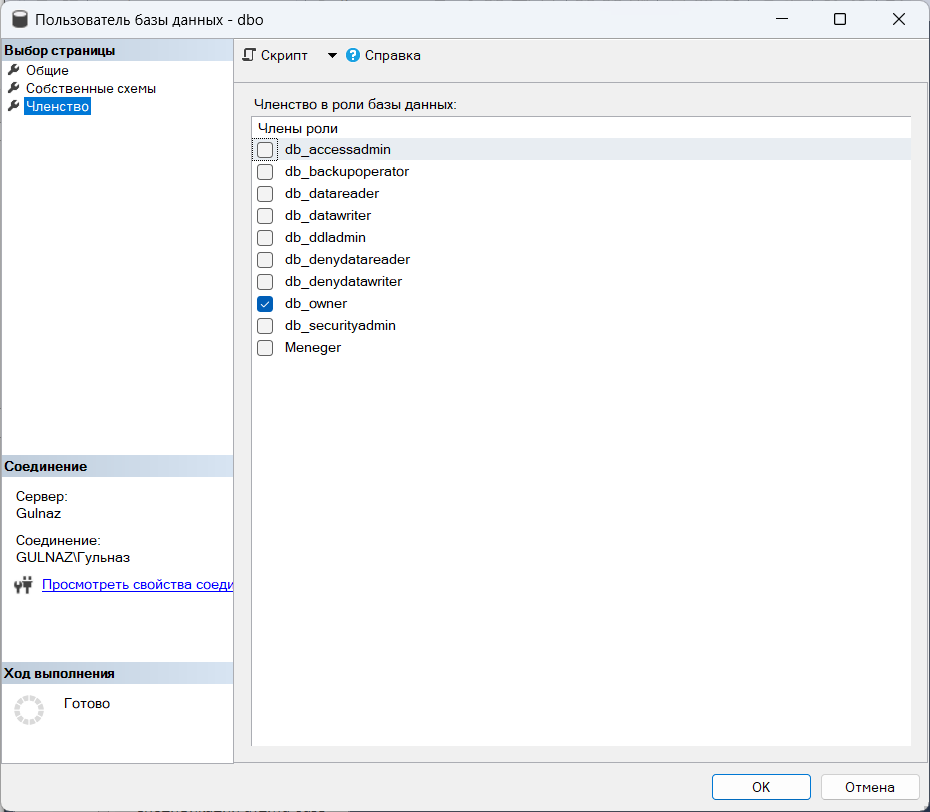 Пользователь базы данных - dbo
Выбор страницы
Общие
Собственные схемы
Членство
Скрипт
Справка
Членство в роли базы данных:
Члены роли
db_accessadmin
db_backupoperator
db_datareader
db_datawriter
db_ddladmin
db_denydatareader
db_denydatawriter
db_owner
db_securityadmin
Meneger
Соединение
Сервер:
Gulnaz
Соединение:
GULNAZ\Гульназ
Просмотреть свойства соеди
Ход выполнения
Готово
OK
Отмена